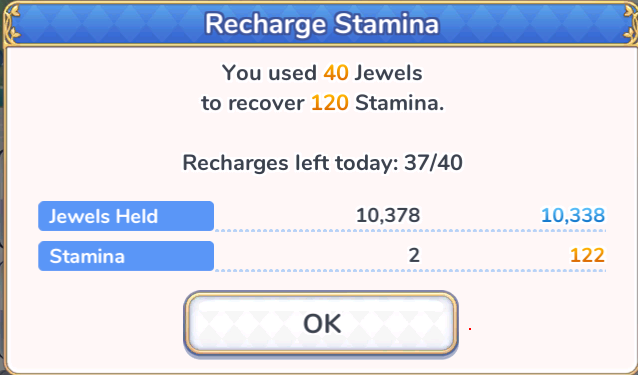 Recharge Stamina
You used 40 Jewels
to recover 120 Stamina.
Recharges left today: 37/40
Jewels Held 10,378 10,338
Stamina 2 122
OK